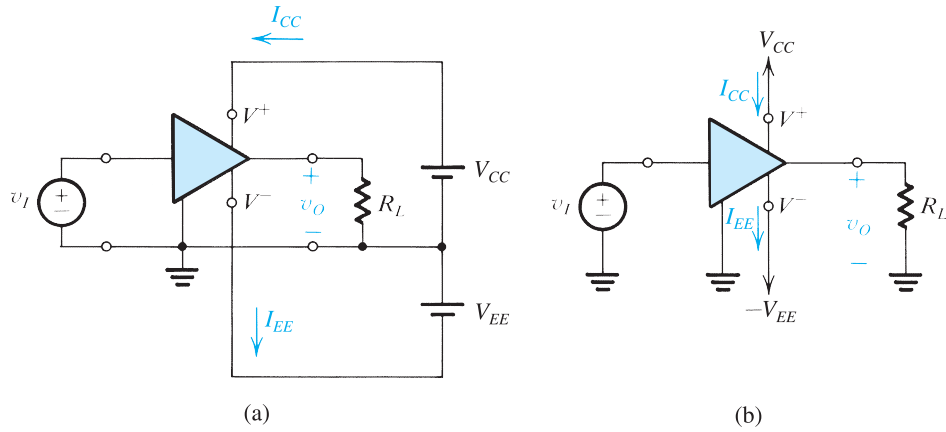 I_CC
V^+
v_I
+
−
V^−
+
v_O
−
R_L
V_CC
I_EE
V_EE
(a)
V_CC
I_CC
V^+
v_I
+
−
V^−
I_EE
+
v_O
−
R_L
−V_EE
(b)